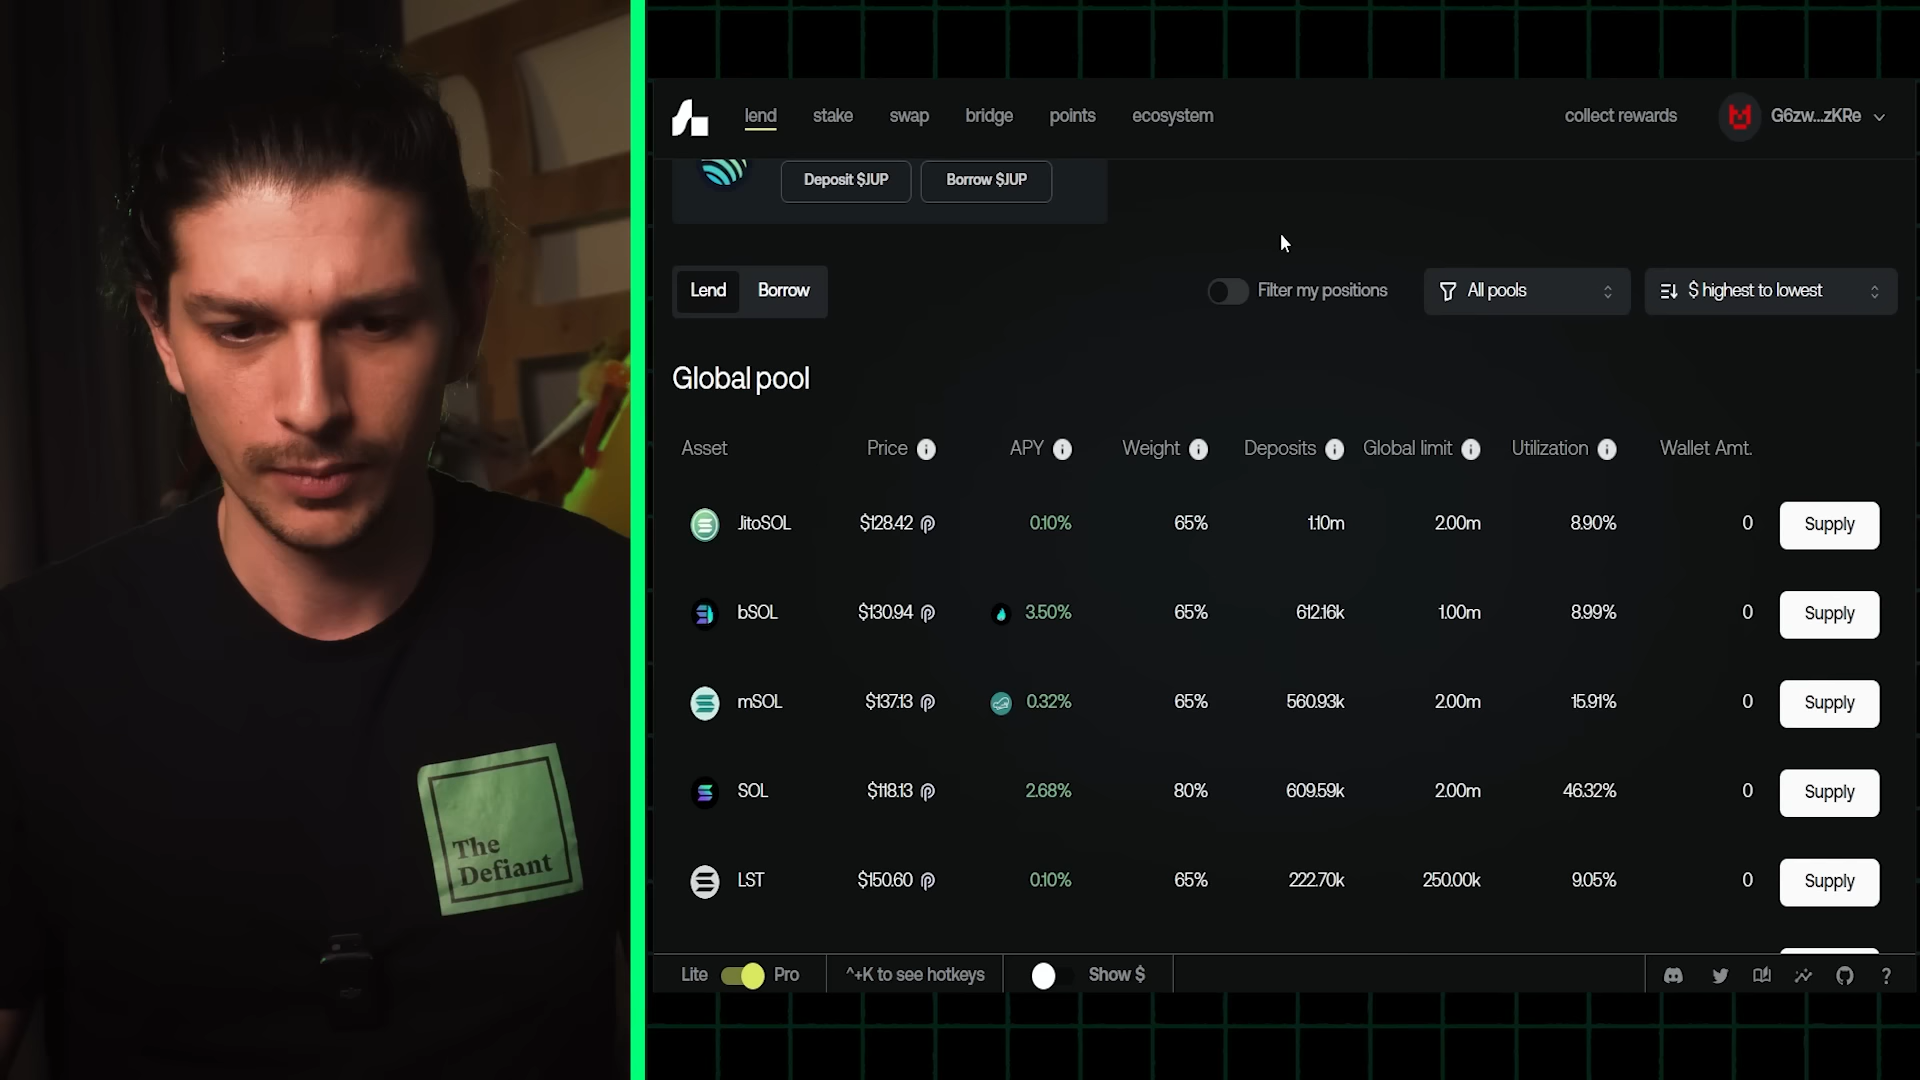 The
Defiant
lend stake swap bridge points ecosystem collect rewards G6zw...zKRe
Deposit $JUP Borrow $JUP
Lend Borrow Filter my positions All pools $ highest to lowest
Global pool
Asset Price APY Weight Deposits Global limit Utilization Wallet Amt.
JitoSOL $128.42 0.10% 65% 1.10m 2.00m 8.90% 0 Supply
bSOL $130.94 3.50% 65% 612.16k 1.00m 8.99% 0 Supply
mSOL $137.13 0.32% 65% 560.93k 2.00m 15.91% 0 Supply
SOL $118.13 2.68% 80% 609.59k 2.00m 46.32% 0 Supply
LST $150.60 0.10% 65% 222.70k 250.00k 9.05% 0 Supply
Lite Pro ^+K to see hotkeys Show $ ?